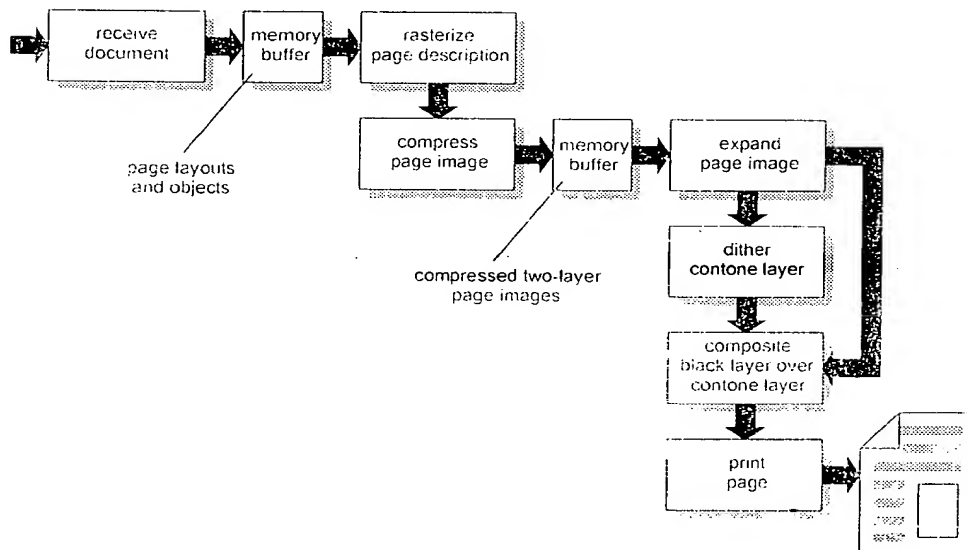 receive
document
memory
buffer
rasterize
page description
compress
page image
memory
buffer
expand
page image
page layouts
and objects
dither
contone layer
compressed two-layer
page images
composite
black layer over
contone layer
print
page